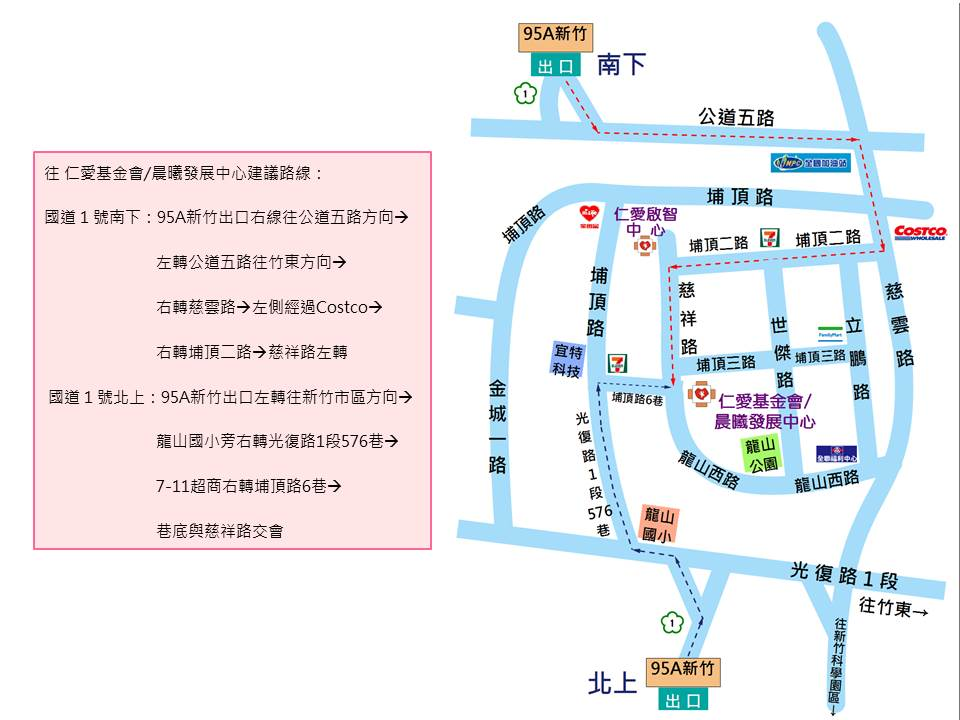 往 仁愛基金會/晨曦發展中心建議路線：
國道 1 號南下：95A新竹出口右線往公道五路方向→
左轉公道五路往竹東方向→
右轉慈雲路→左側經過Costco→
右轉埔頂二路→慈祥路左轉
國道 1 號北上：95A新竹出口左轉往新竹市區方向→
龍山國小旁右轉光復路1段576巷→
7-11超商右轉埔頂路6巷→
巷底與慈祥路交會
95A新竹
出口
南下
1
公道五路
全國加油站
埔頂路
埔頂路
全聯福利中心
仁愛啟智
中 心
埔頂二路
埔頂二路
COSTCO
WHOLESALE
埔頂路
慈祥路
世傑路
FamilyMart
立鵬路
慈雲路
宜特
科技
埔頂三路
埔頂三路
金城一路
埔頂路6巷
仁愛基金會/
晨曦發展中心
光復路1段576巷
龍山
公園
龍山西路
龍山西路
龍山
國小
光復路1段
往竹東→
1
往新竹科學園區→
北上
95A新竹
出口